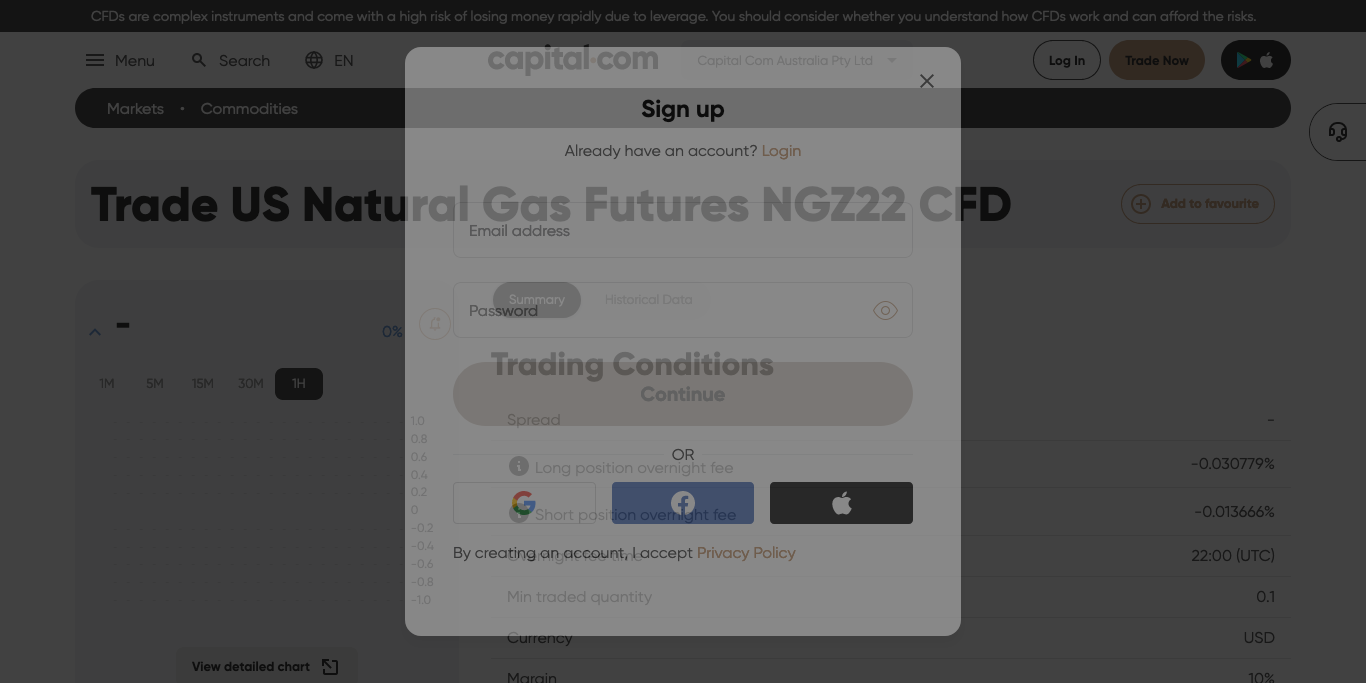 CFDs are complex instruments and come with a high risk of losing money rapidly due to leverage. You should consider whether you understand how CFDs work and can afford the risks.
Menu
Search
EN
capital.com
Capital Com Australia Pty Ltd
Log In
Trade Now
Markets • Commodities
Sign up
Already have an account? Login
Trade US Natural Gas Futures NGZ22 CFD
Add to favourite
Email address
Summary
Historical Data
Password
-
0%
Trading Conditions
1M
5M
15M
30M
1H
Continue
Spread
-
OR
Long position overnight fee
-0.030779%
Short position overnight fee
-0.013666%
By creating an account, I accept Privacy Policy
Overnight fee time
22:00 (UTC)
Min traded quantity
0.1
Currency
USD
Margin
10%
1.0
0.8
0.6
0.4
0.2
0
-0.2
-0.4
-0.6
-0.8
-1.0
View detailed chart